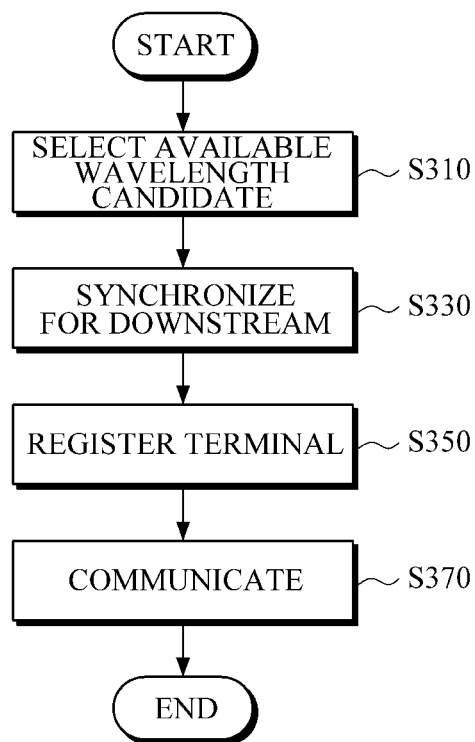 START
SELECT AVAILABLE
WAVELENGTH
CANDIDATE
S310
SYNCHRONIZE
FOR DOWNSTREAM
S330
REGISTER TERMINAL
S350
COMMUNICATE
S370
END